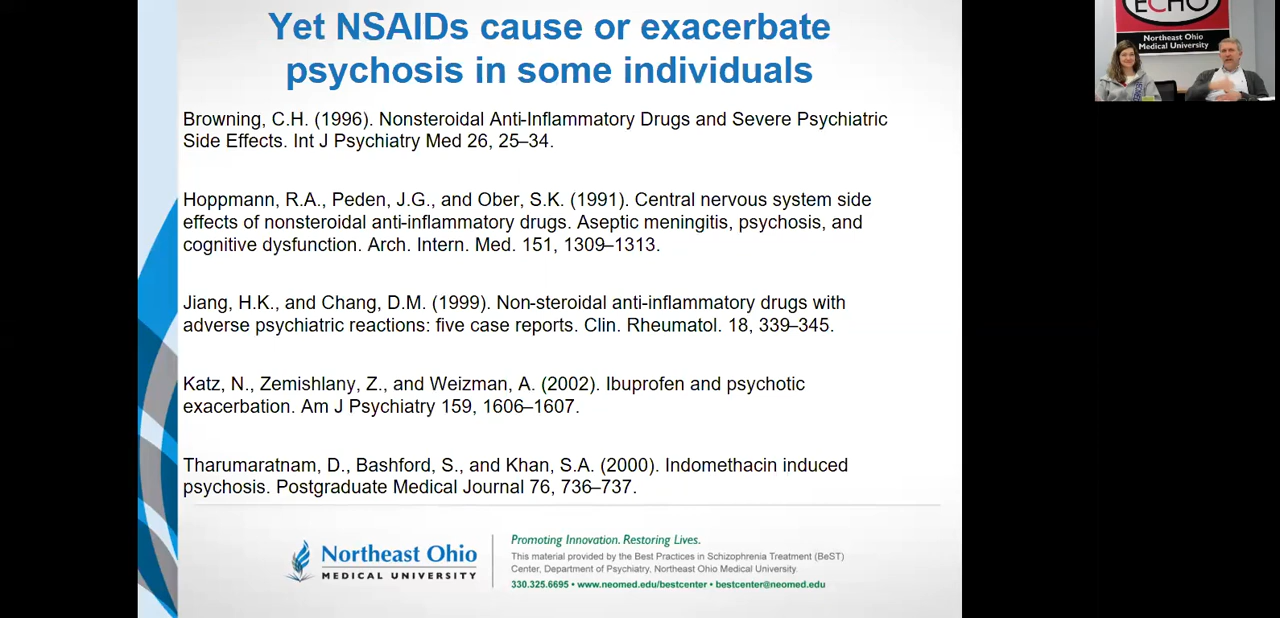 Yet NSAIDs cause or exacerbate
psychosis in some individuals
Browning, C.H. (1996). Nonsteroidal Anti-Inflammatory Drugs and Severe Psychiatric
Side Effects. Int J Psychiatry Med 26, 25–34.
Hoppmann, R.A., Peden, J.G., and Ober, S.K. (1991). Central nervous system side
effects of nonsteroidal anti-inflammatory drugs. Aseptic meningitis, psychosis, and
cognitive dysfunction. Arch. Intern. Med. 151, 1309–1313.
Jiang, H.K., and Chang, D.M. (1999). Non-steroidal anti-inflammatory drugs with
adverse psychiatric reactions: five case reports. Clin. Rheumatol. 18, 339–345.
Katz, N., Zemishlany, Z., and Weizman, A. (2002). Ibuprofen and psychotic
exacerbation. Am J Psychiatry 159, 1606–1607.
Tharumaratnam, D., Bashford, S., and Khan, S.A. (2000). Indomethacin induced
psychosis. Postgraduate Medical Journal 76, 736–737.
Northeast Ohio
MEDICAL UNIVERSITY
Promoting Innovation. Restoring Lives.
This material provided by the Best Practices in Schizophrenia Treatment (BeST)
Center, Department of Psychiatry, Northeast Ohio Medical University.
330.325.6695 • www.neomed.edu/bestcenter • bestcenter@neomed.edu
ECHO
Northeast Ohio
Medical University